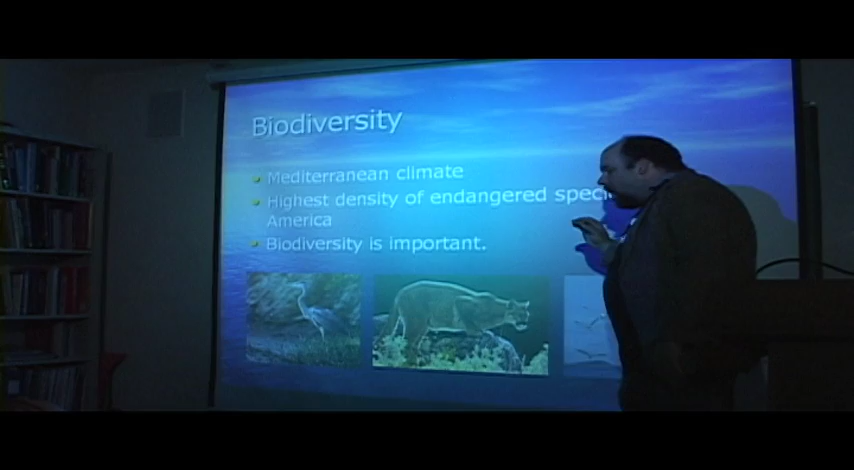 Biodiversity
Mediterranean climate
Highest density of endangered
America
Biodiversity is important.